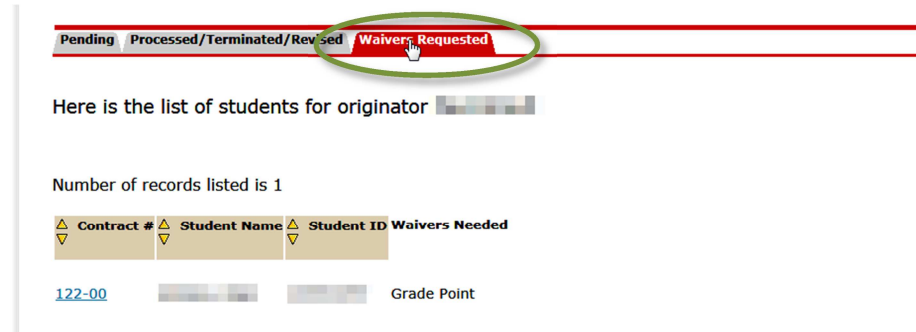 Pending Processed/Terminated/Revised Waivers Requested
Here is the list of students for originator
Number of records listed is 1
Contract # Student Name Student ID Waivers Needed
122-00 Grade Point